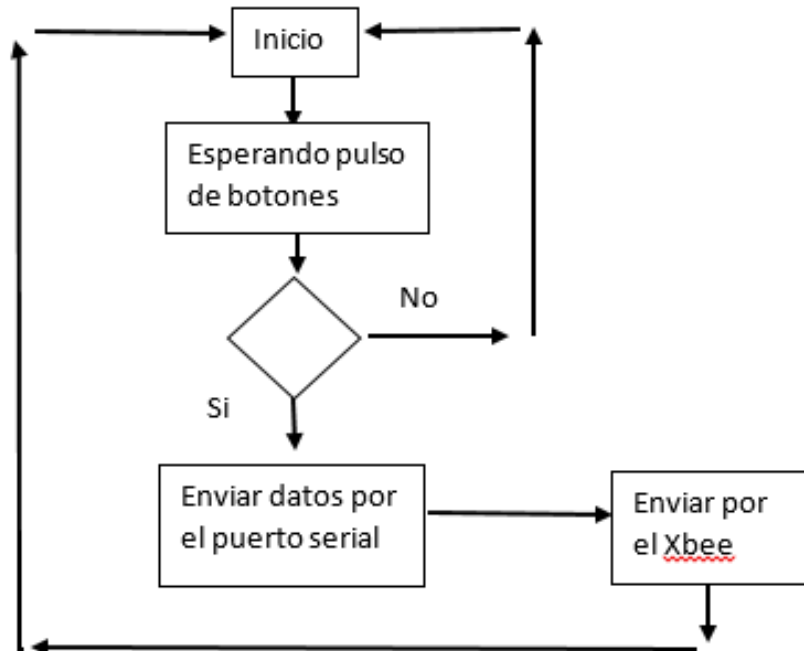 Inicio
Esperando pulso
de botones
No
Si
Enviar datos por
el puerto serial
Enviar por
el Xbee